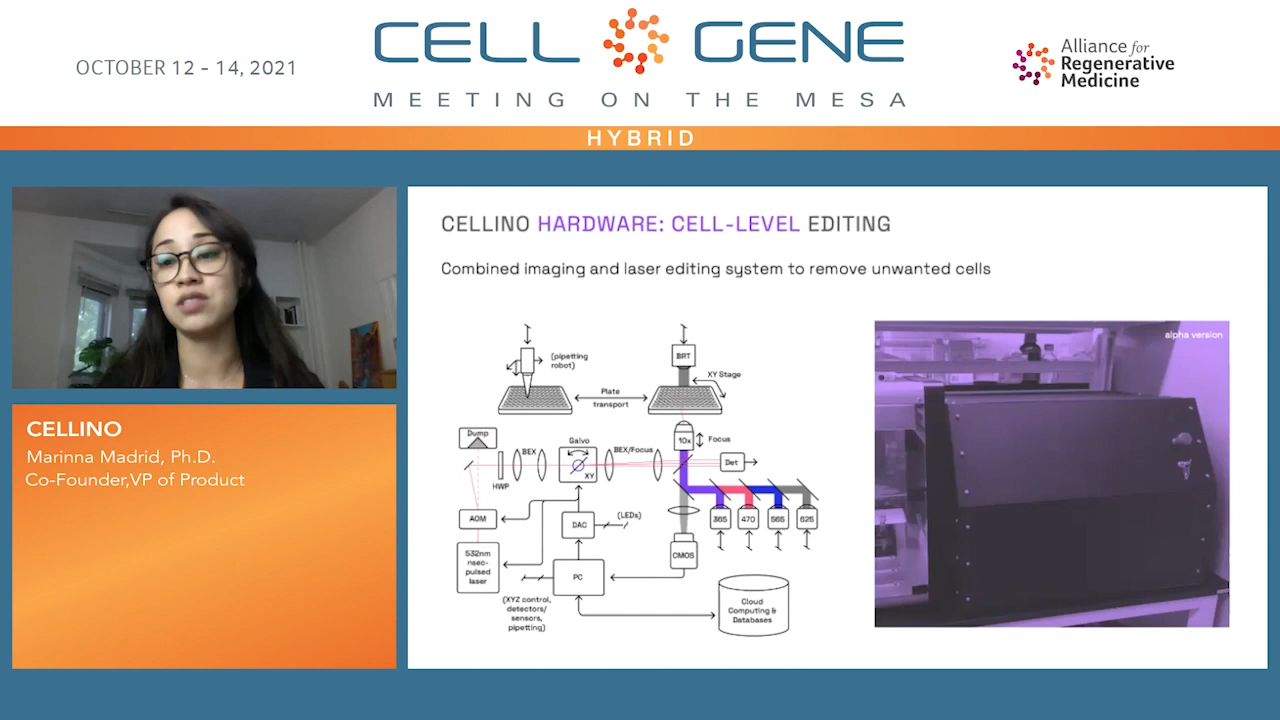 OCTOBER 12 - 14, 2021
CELL GENE
MEETING ON THE MESA
Alliance for
Regenerative
Medicine
HYBRID
CELLINO
Marinna Madrid, Ph.D.
Co-Founder,VP of Product
CELLINO HARDWARE: CELL-LEVEL EDITING
Combined imaging and laser editing system to remove unwanted cells
(pipetting
robot)
BRT
XY Stage
Plate
transport
Dump
BEX
Galvo
BEX/Focus
10x
Focus
XY
Det
HWP
AOM
DAC
(LEDs)
365
470
565
625
532nm
nsec-
pulsed
laser
PC
CMOS
(XYZ control,
detectors/
sensors,
pipetting)
Cloud
Computing &
Databases
alpha version